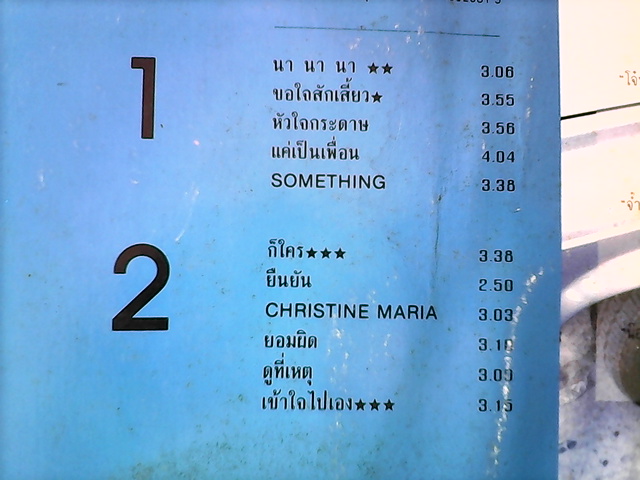 1
นา นา นา ★★ 3.06
ขอใจสักเสี้ยว★ 3.55
หัวใจกระดาษ 3.56
แค่เป็นเพื่อน 4.04
SOMETHING 3.38
2
ก็ใคร★★★ 3.38
ยืนยัน 2.50
CHRISTINE MARIA 3.03
ยอมผิด
ดูที่เหตุ 3.09
เข้าใจไปเอง★★★ 3.15